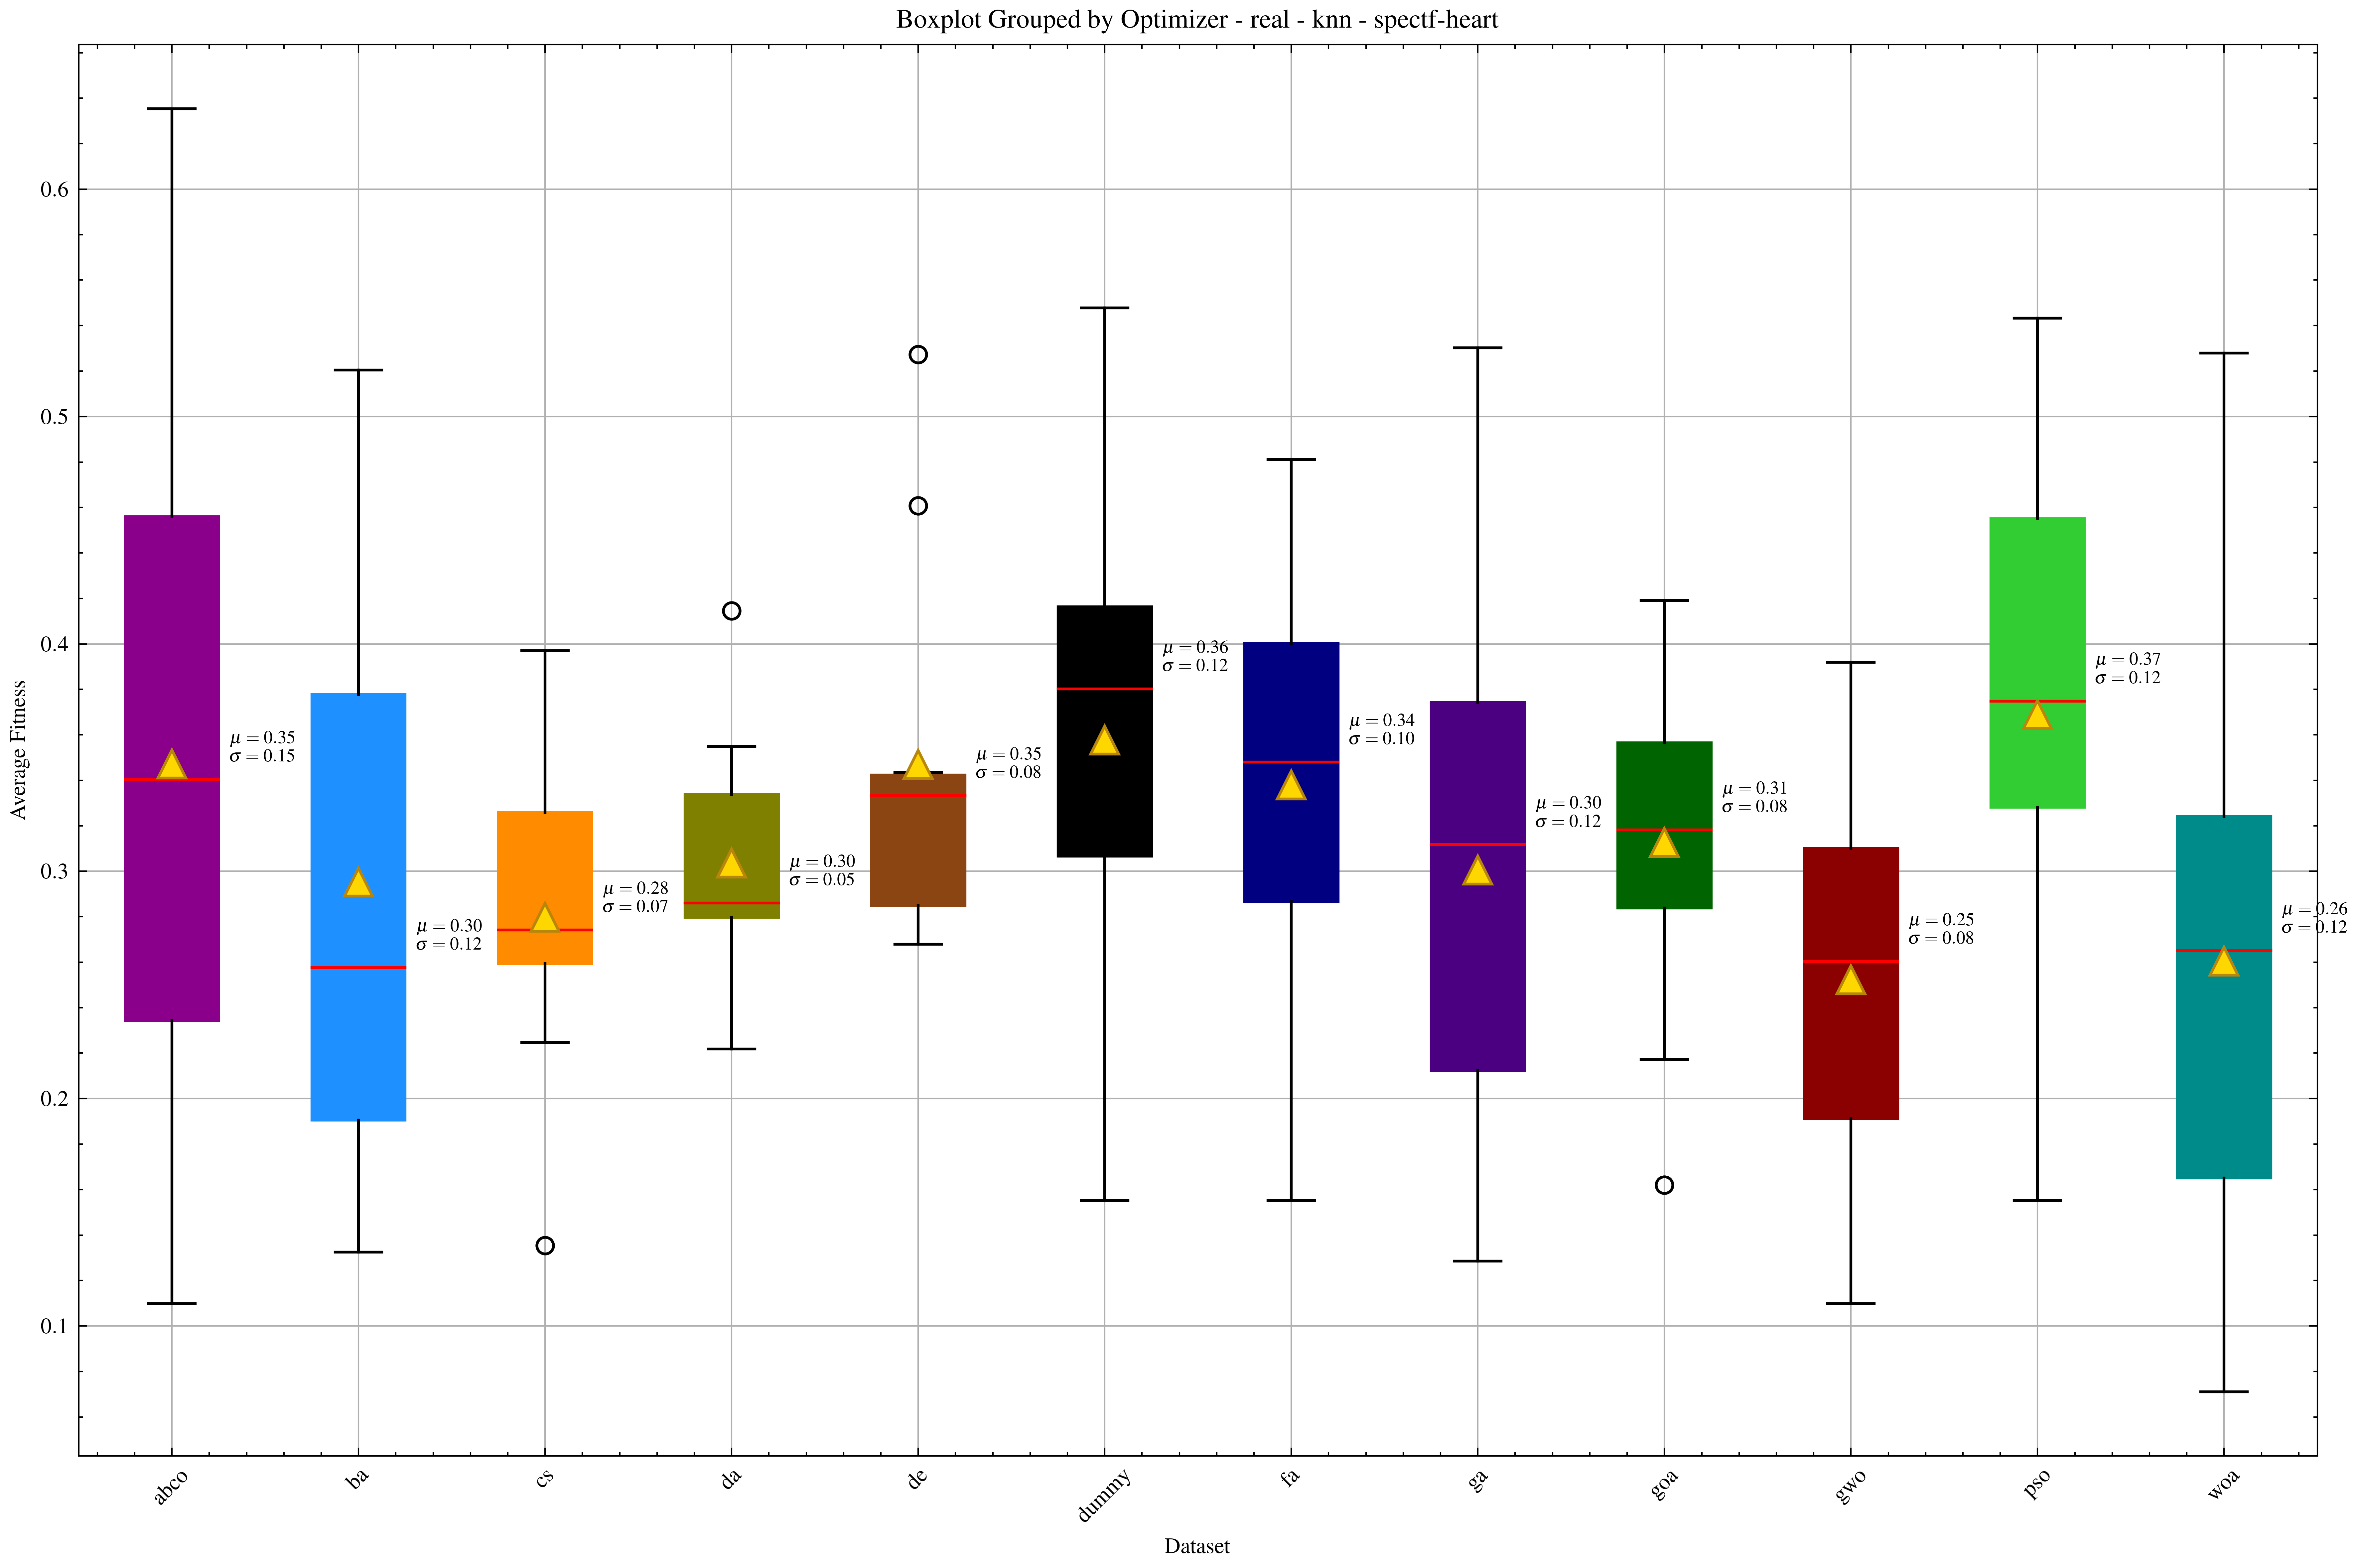 Boxplot Grouped by Optimizer - real - knn - spectf-heart
Average Fitness
0.6
0.5
0.4
0.3
0.2
0.1
μ = 0.35
σ = 0.15
μ = 0.30
σ = 0.12
μ = 0.28
σ = 0.07
μ = 0.30
σ = 0.05
μ = 0.35
σ = 0.08
μ = 0.36
σ = 0.12
μ = 0.34
σ = 0.10
μ = 0.30
σ = 0.12
μ = 0.31
σ = 0.08
μ = 0.25
σ = 0.08
μ = 0.37
σ = 0.12
μ = 0.26
σ = 0.12
abco
ba
cs
da
de
dummy
fa
ga
goa
gwo
pso
woa
Dataset